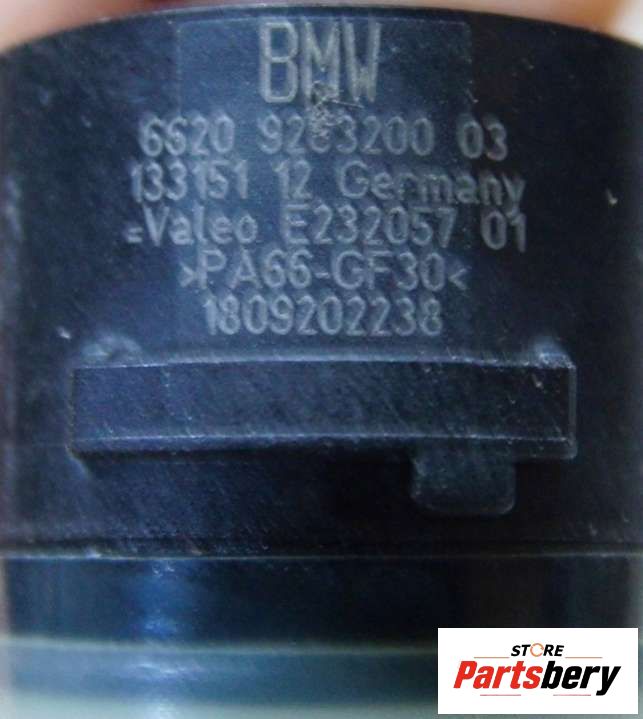 BMW
6620 9283200 03
133151 12 Germany
=Valeo E232057 01
>PA66-GF30<
1809202238
STORE
Partsbery